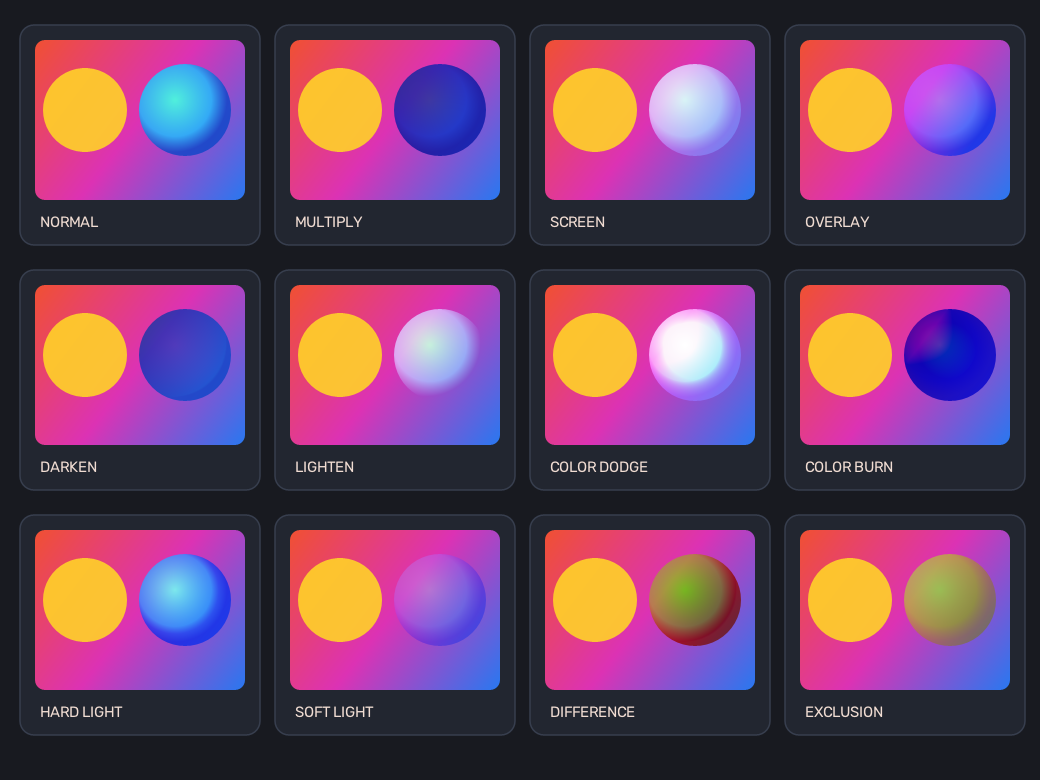 NORMAL
MULTIPLY
SCREEN
OVERLAY
DARKEN
LIGHTEN
COLOR DODGE
COLOR BURN
HARD LIGHT
SOFT LIGHT
DIFFERENCE
EXCLUSION